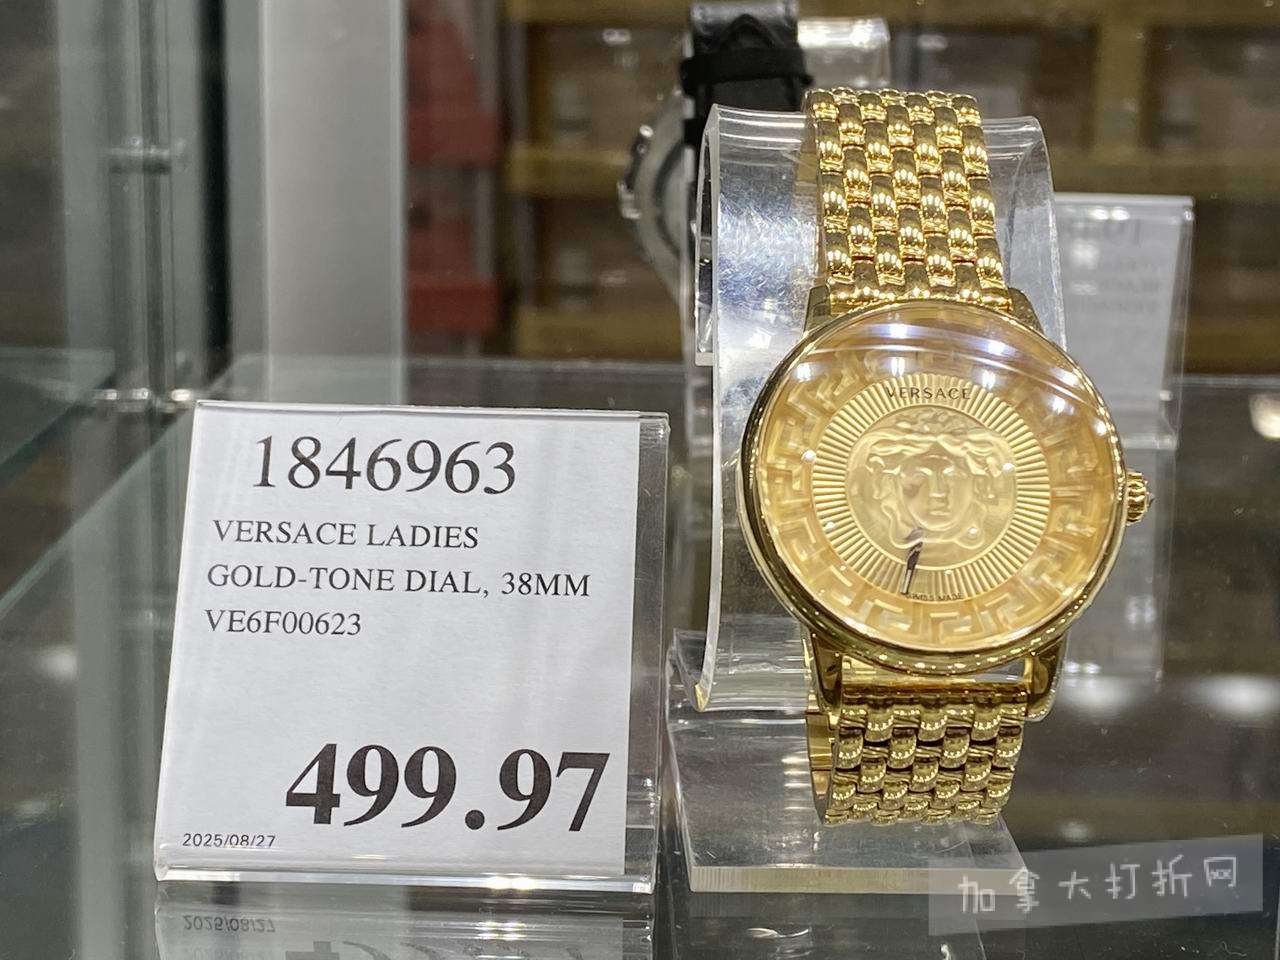 1846963
VERSACE LADIES
GOLD-TONE DIAL, 38MM
VE6F00623
499.97
2025/08/27
VERSACE
SWISS MADE
加拿大打折网